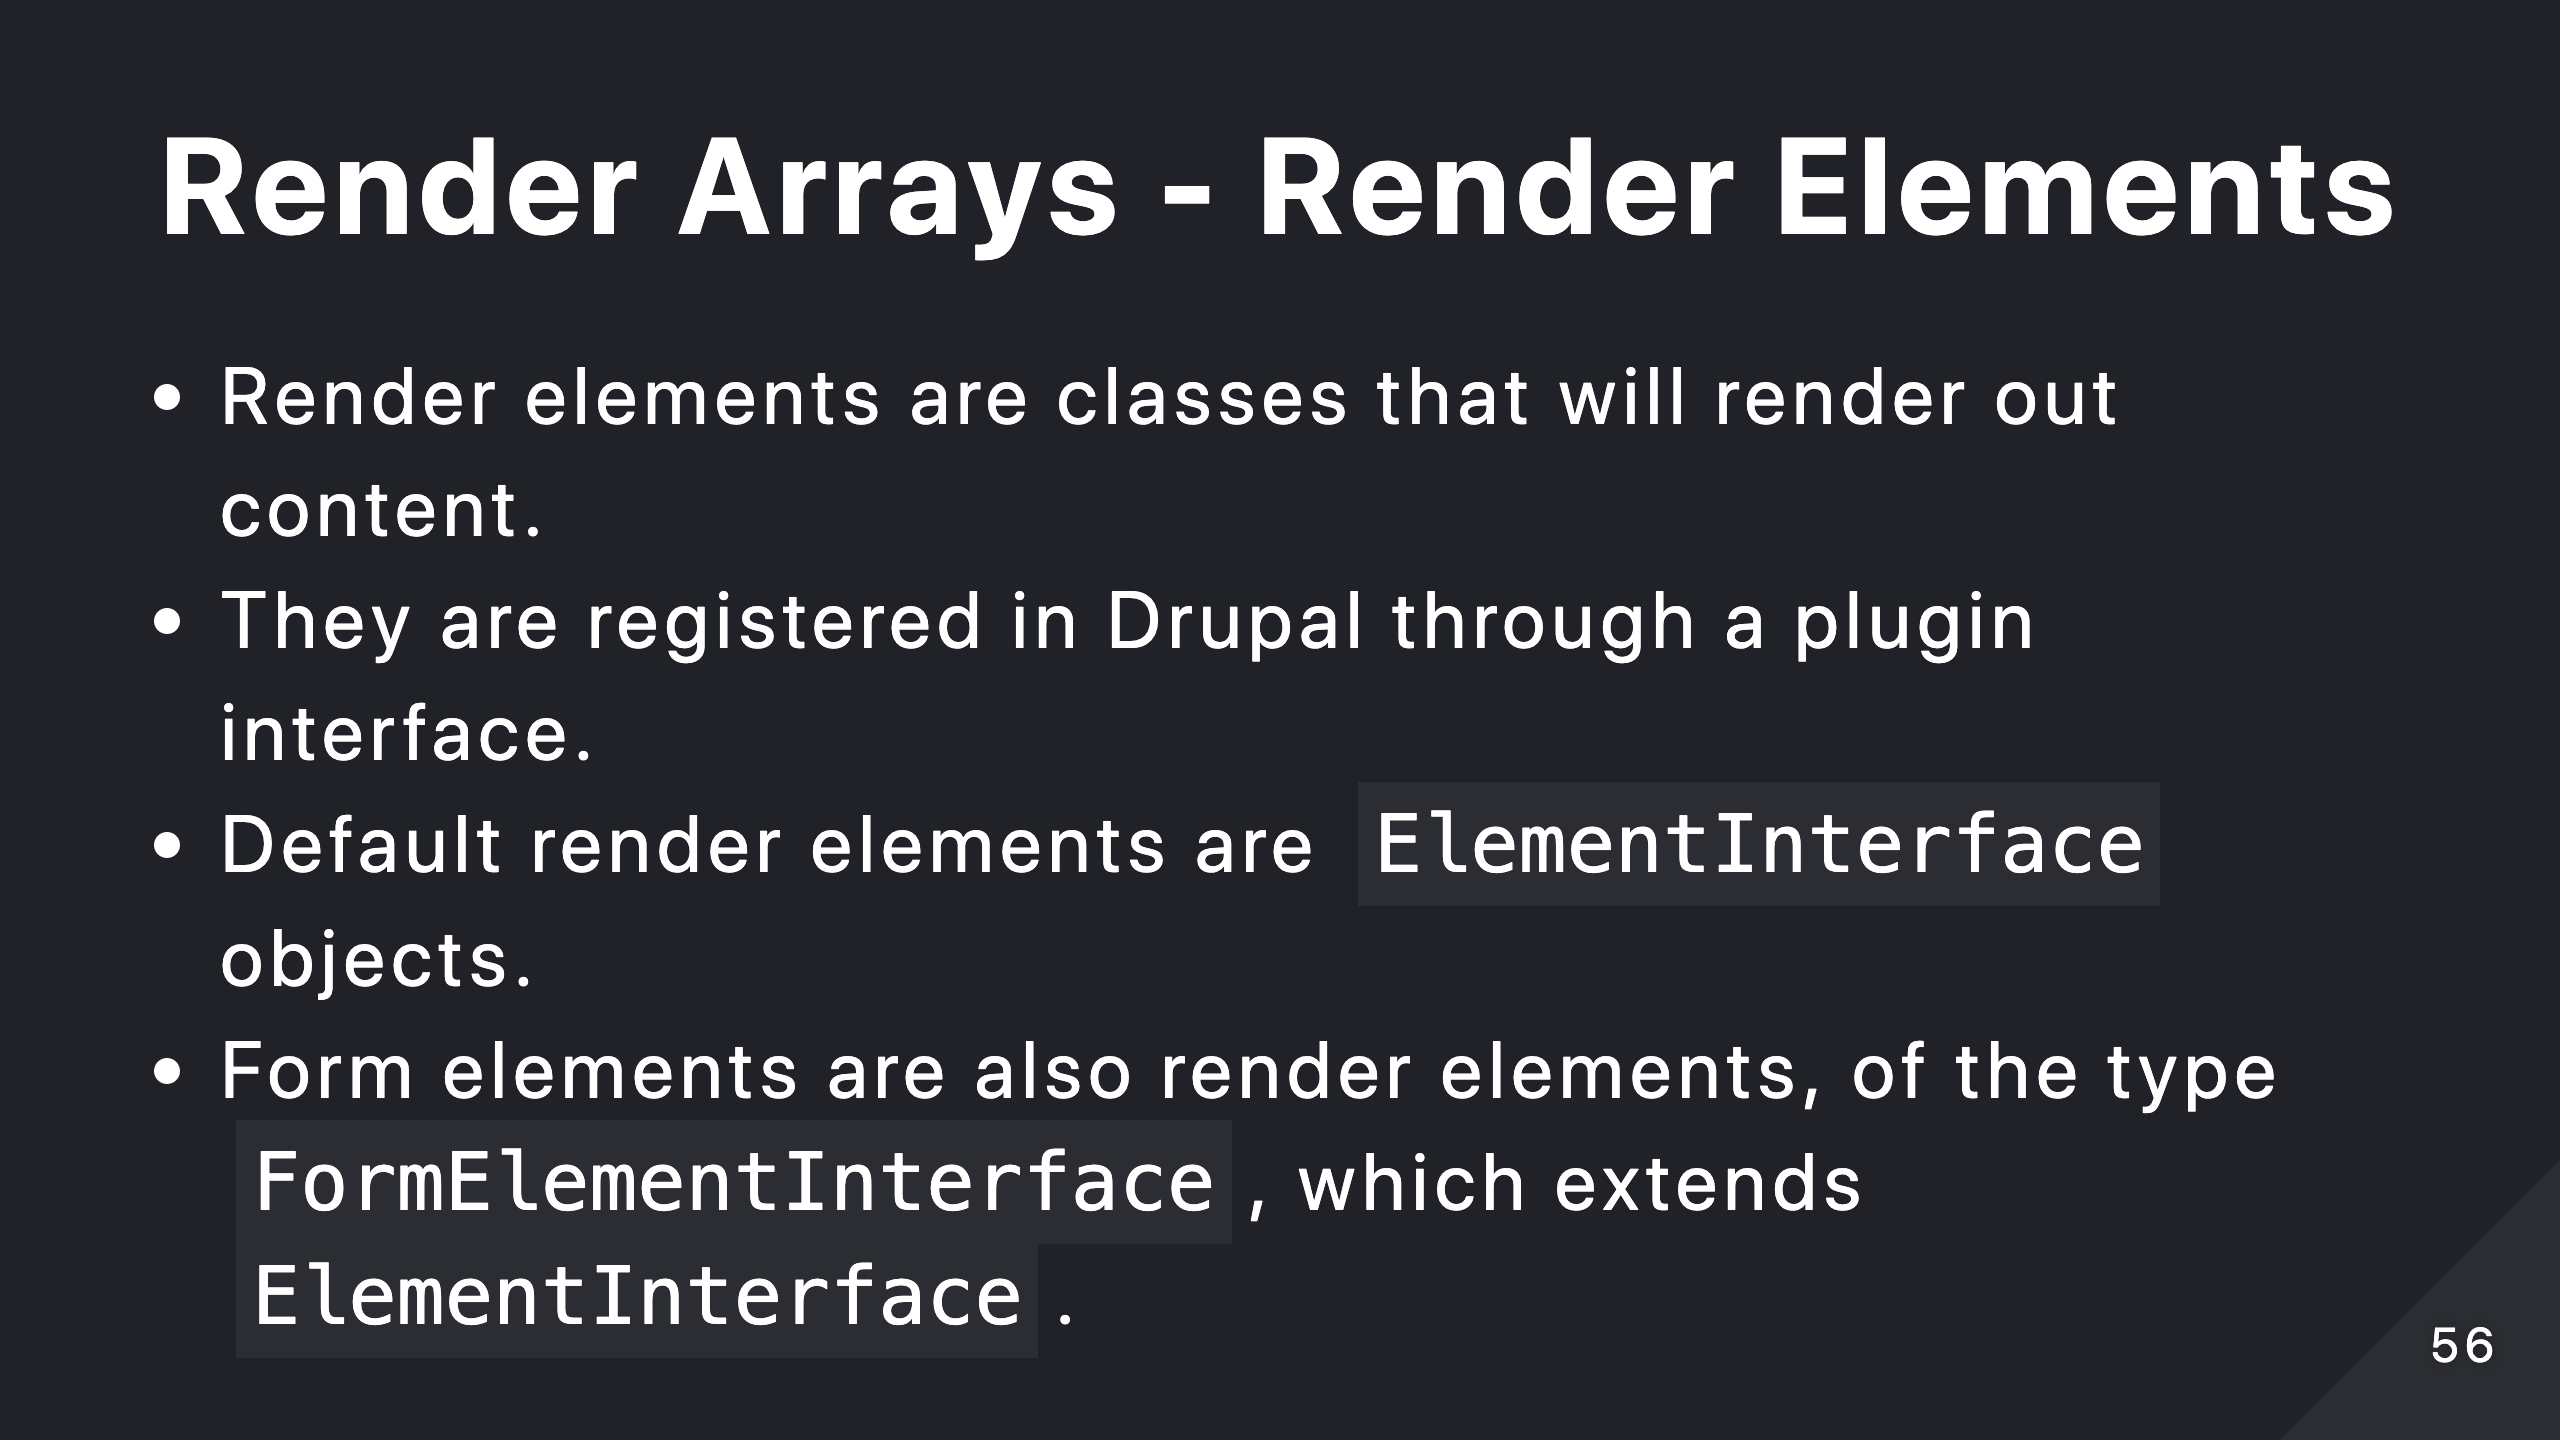 Render Arrays - Render Elements
• Render elements are classes that will render out
content.
• They are registered in Drupal through a plugin
interface.
• Default render elements are ElementInterface
objects.
• Form elements are also render elements, of the type
FormElementInterface , which extends
ElementInterface .
56